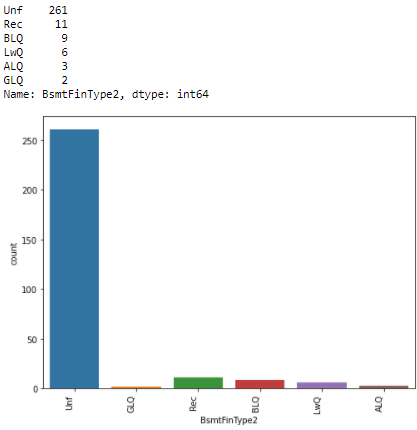 Unf 261
Rec 11
BLQ 9
LwQ 6
ALQ 3
GLQ 2
Name: BsmtFinType2, dtype: int64
250
200
150
100
50
0
count
Unf GLQ Rec BLQ LwQ ALQ
BsmtFinType2